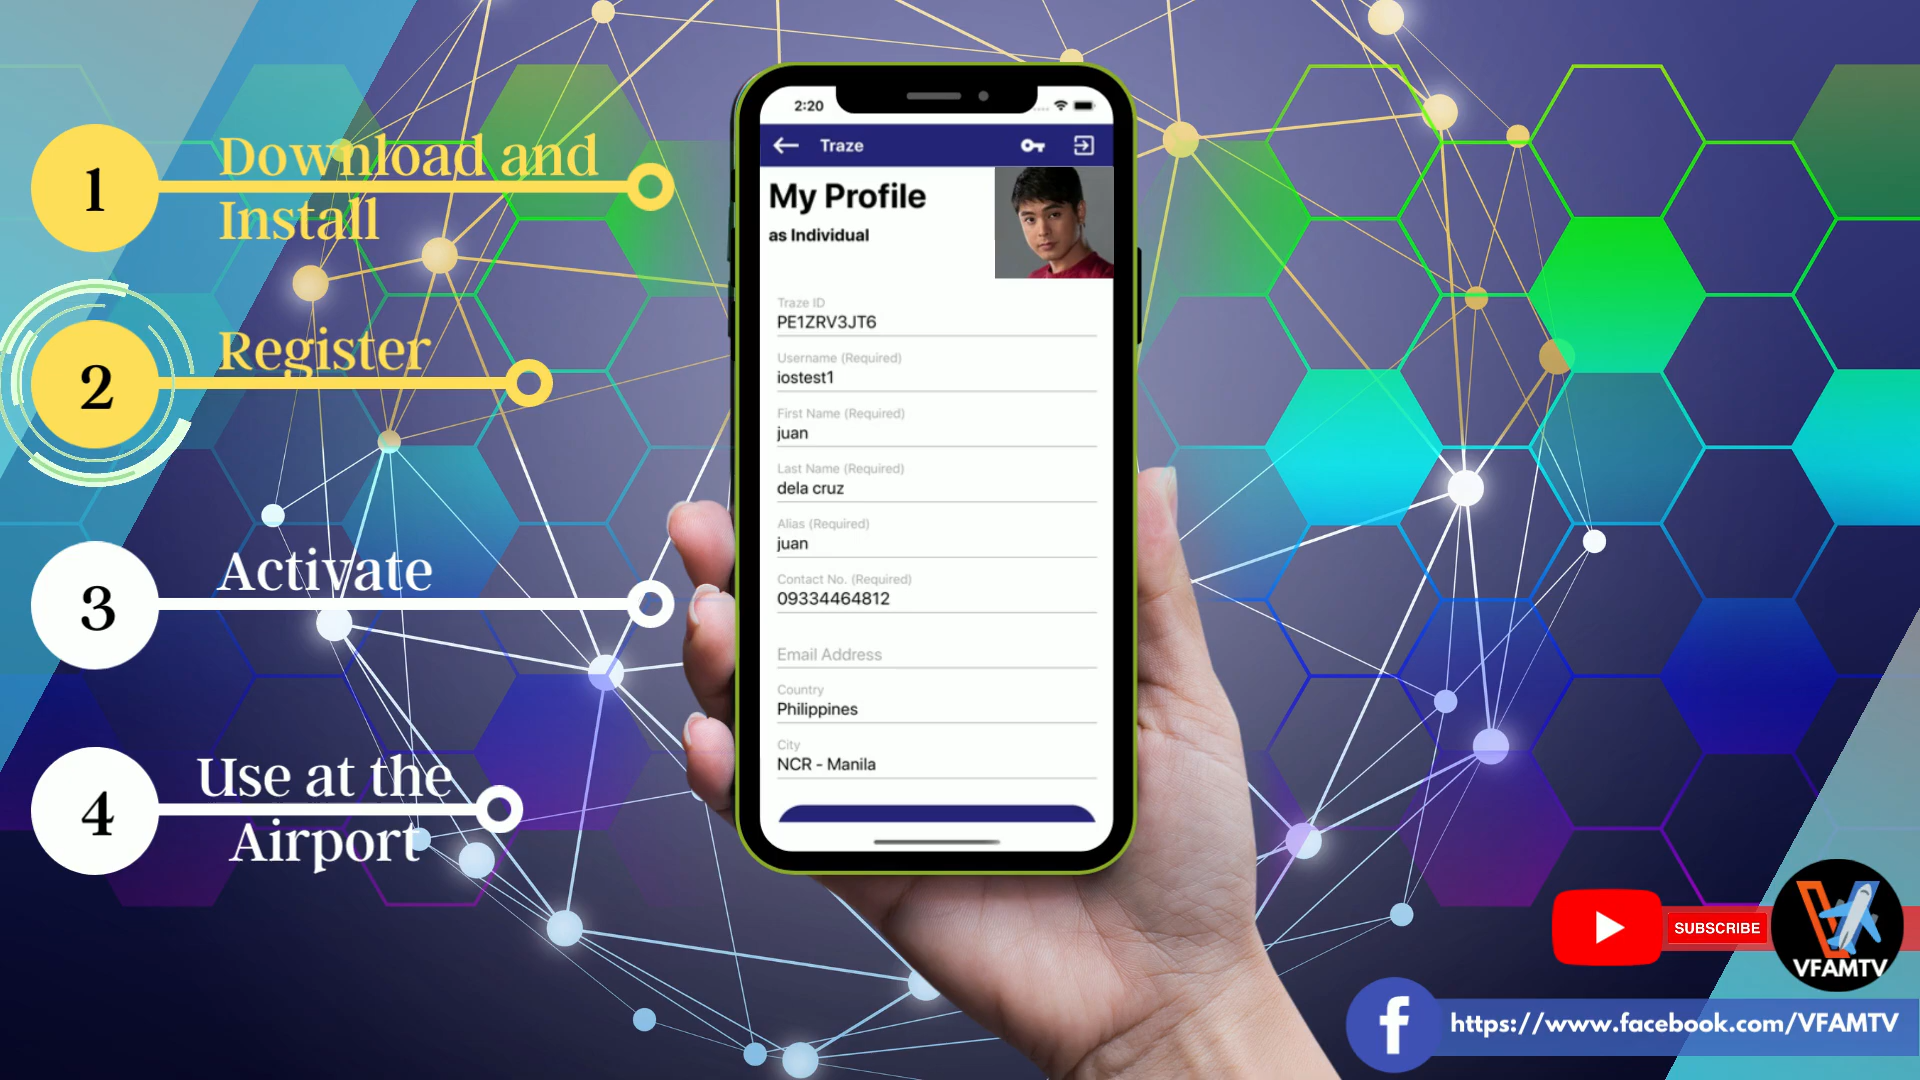 1
Download and
Install
2
Register
3
Activate
4
Use at the
Airport
2:20
Traze
My Profile
as Individual
Traze ID
PE1ZRV3JT6
Username (Required)
iostest1
First Name (Required)
juan
Last Name (Required)
dela cruz
Alias (Required)
juan
Contact No. (Required)
09334464812
Email Address
Country
Philippines
City
NCR - Manila
SUBSCRIBE
VFAMTV
f
https://www.facebook.com/VFAMTV